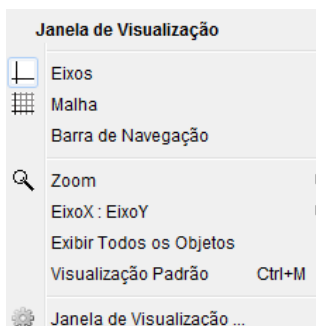 Janela de Visualização
Eixos
Malha
Barra de Navegação
Zoom
EixoX : EixoY
Exibir Todos os Objetos
Visualização Padrão Ctrl+M
Janela de Visualização ...